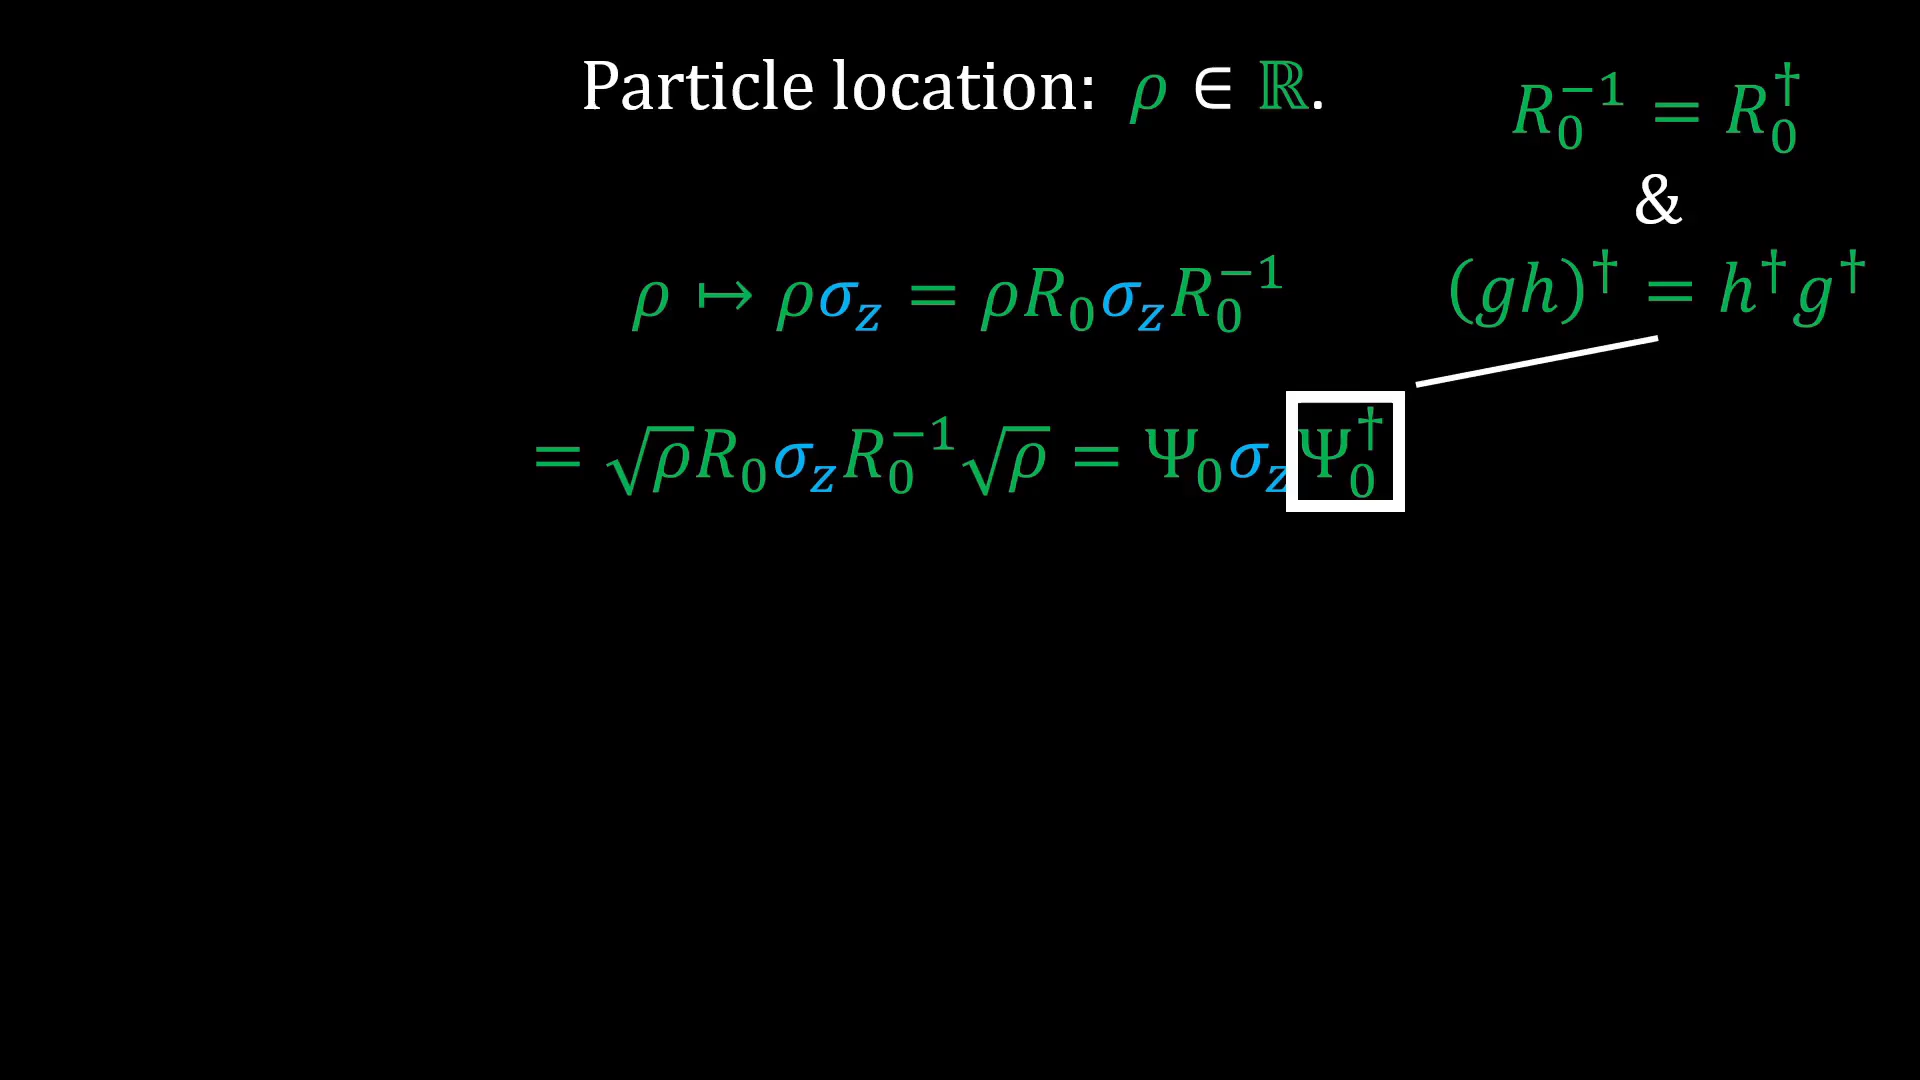 Particle location: ρ ∈ ℝ.
R₀⁻¹ = R₀†
&
(gh)† = h†g†
ρ ↦ ρσ_z = ρR₀σ_zR₀⁻¹
= √ρR₀σ_zR₀⁻¹√ρ = Ψ₀σ_zΨ₀†